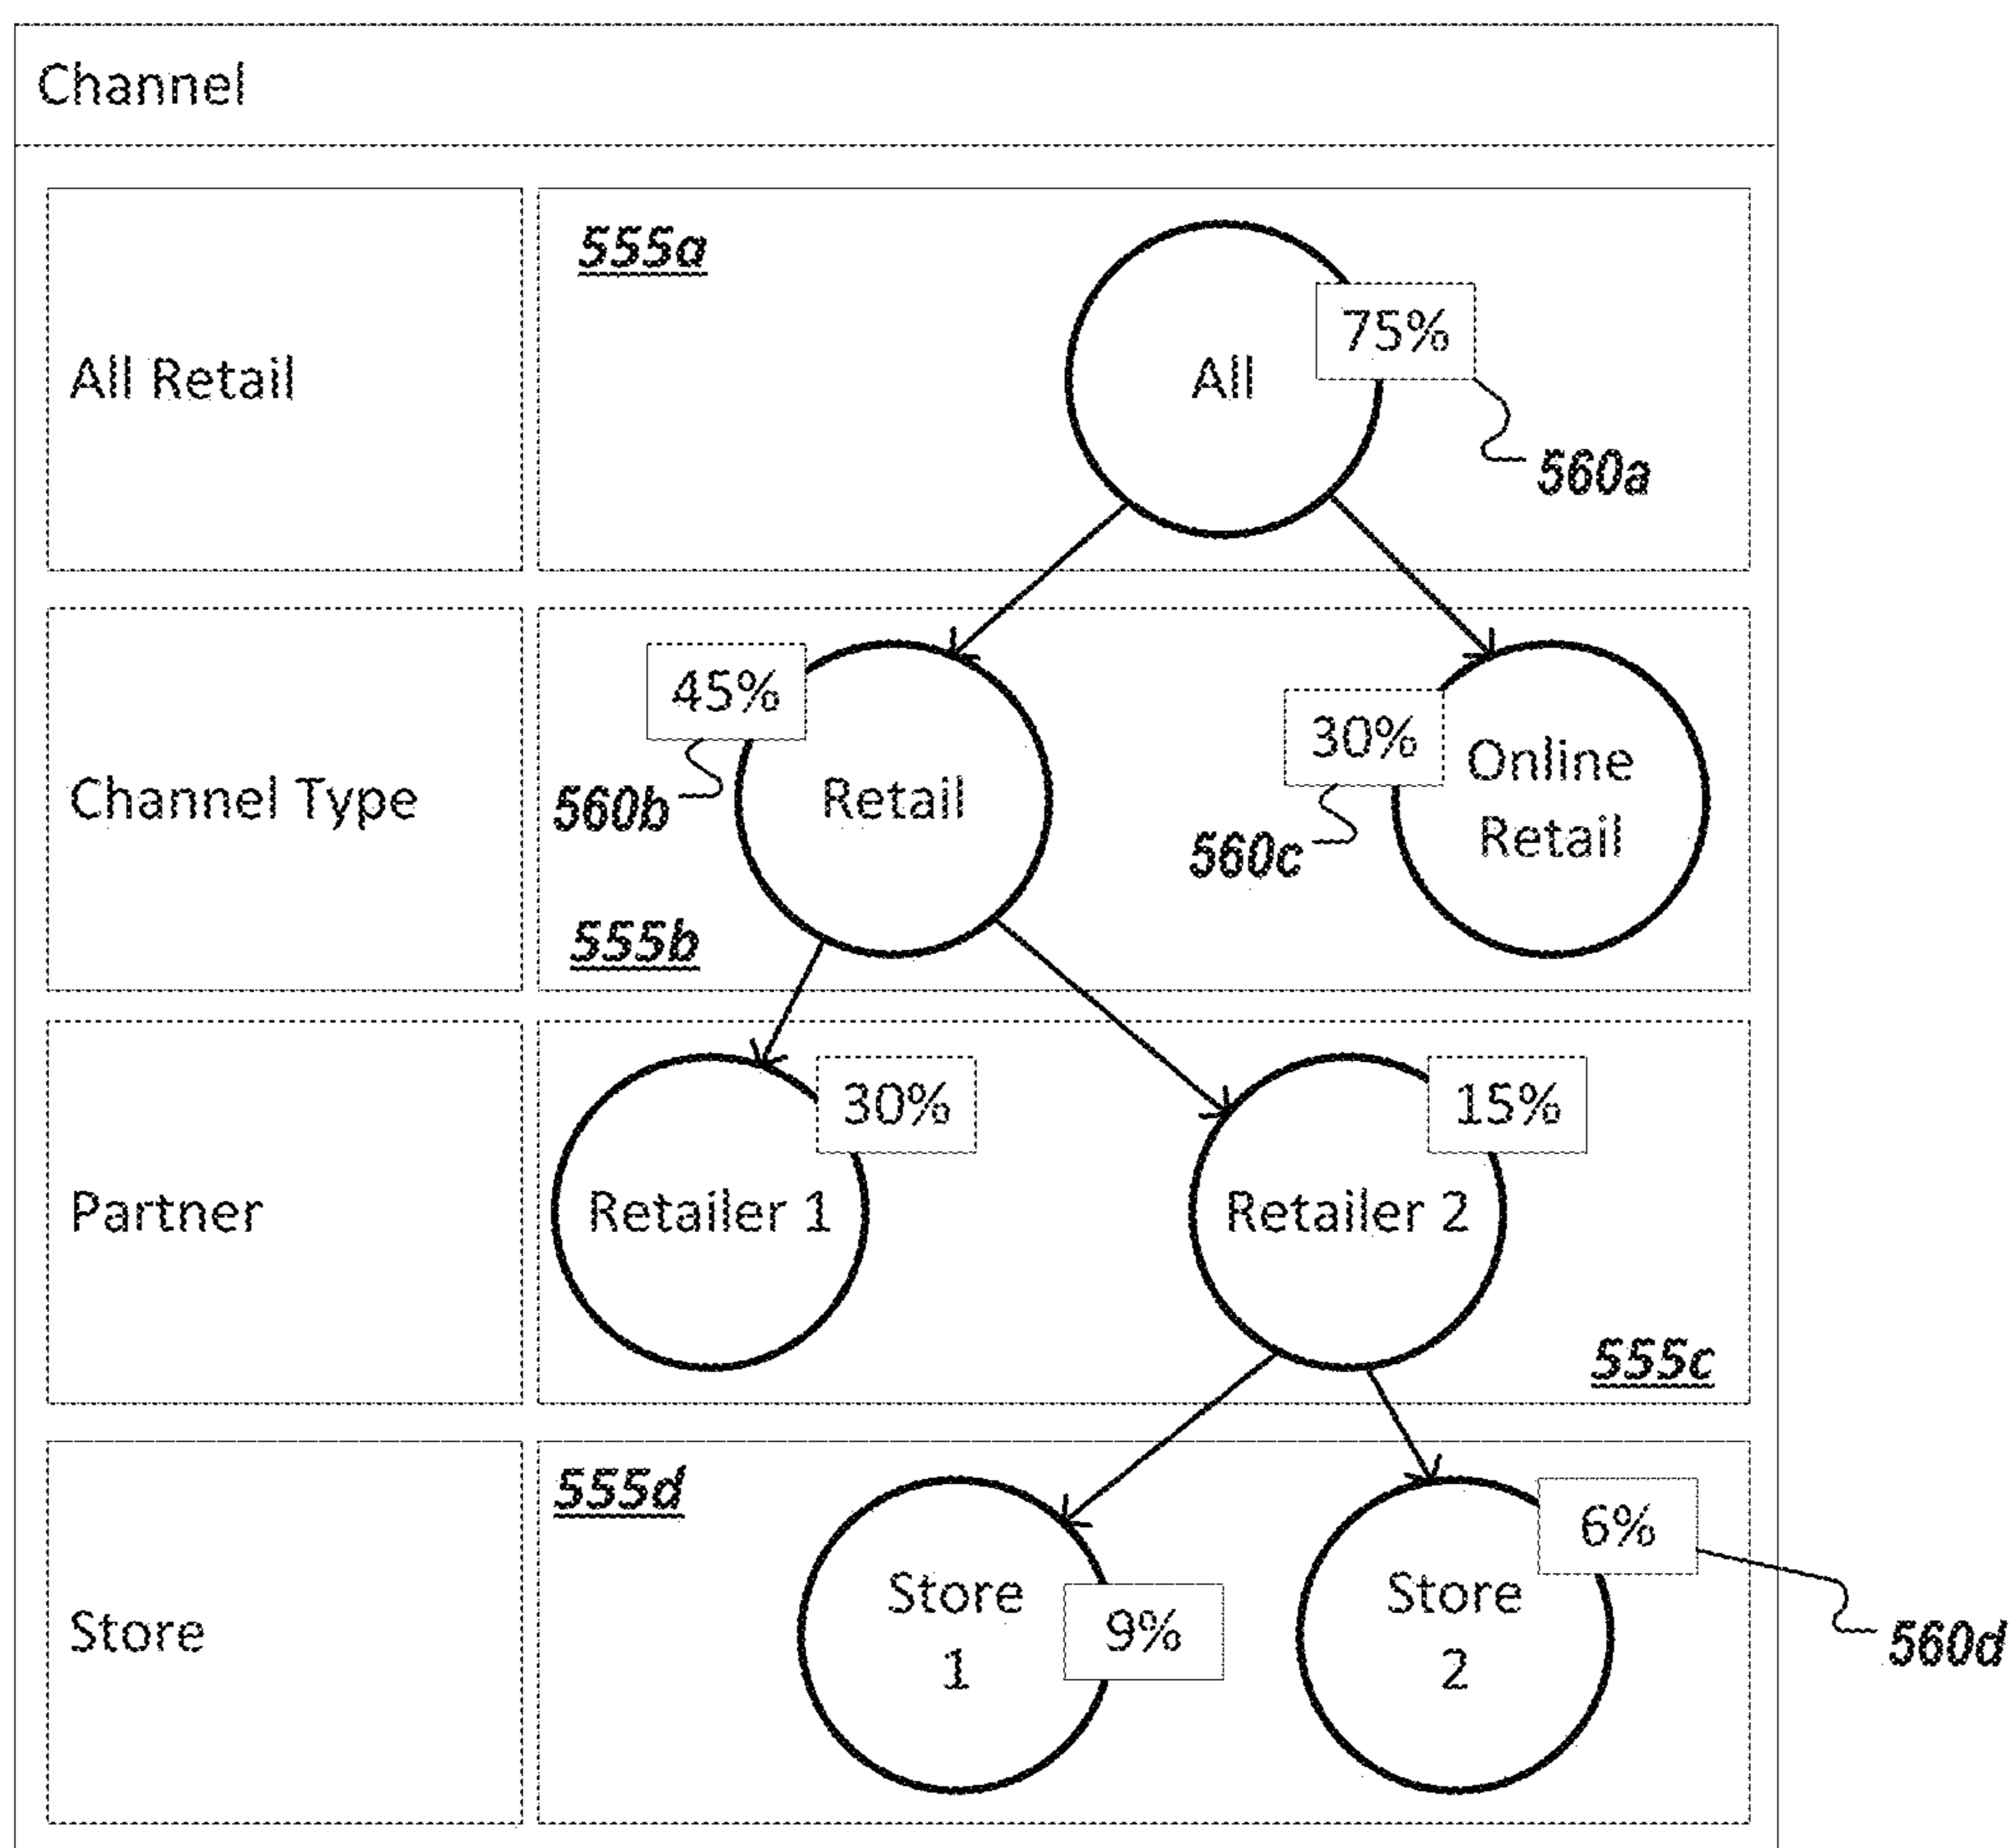 Channel
555a
75%
All Retail
All
560a
45%
30%
Online
Channel Type
560b
Retail
Retail
560c
555b
30%
15%
Partner
Retailer 1
Retailer 2
555c
555d
6%
Store
Store
Store
9%
1
2
560d